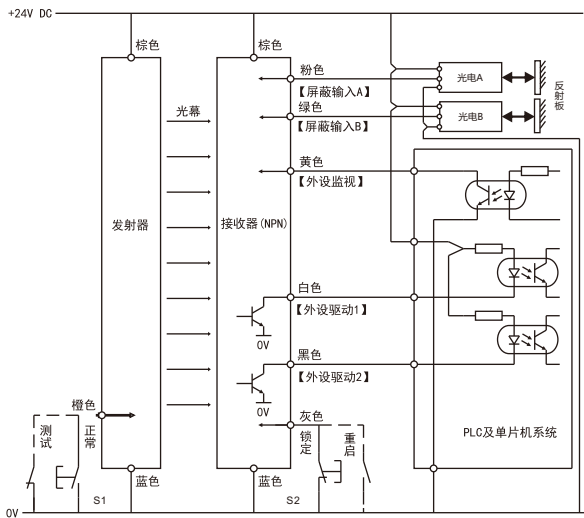 +24V DC
棕色
棕色
粉色
【屏蔽输入A】
绿色
【屏蔽输入B】
光电A
光电B
反射板
光幕
黄色
【外设监视】
发射器
接收器(NPN)
白色
【外设驱动1】
0V
黑色
【外设驱动2】
0V
橙色
灰色
测试
正常
锁定
重启
PLC及单片机系统
蓝色
蓝色
S1
S2
0V